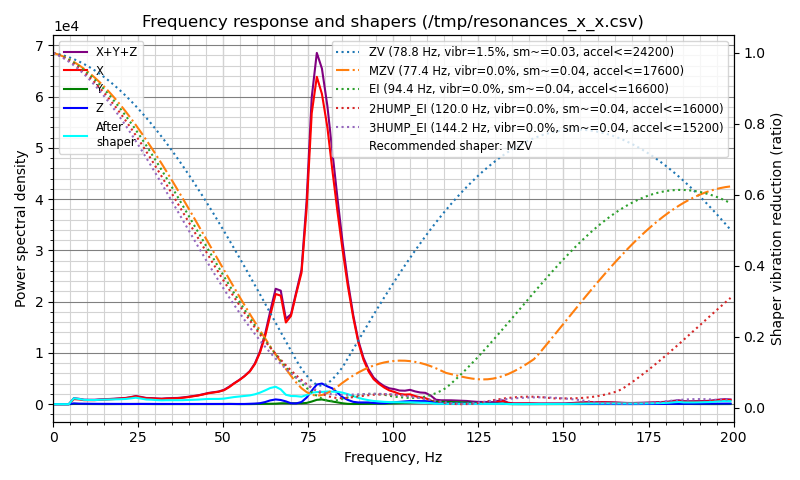 Frequency response and shapers (/tmp/resonances_x_x.csv)
1e4
X+Y+Z
X
Y
Z
After
shaper
ZV (78.8 Hz, vibr=1.5%, sm~=0.03, accel<=24200)
MZV (77.4 Hz, vibr=0.0%, sm~=0.04, accel<=17600)
EI (94.4 Hz, vibr=0.0%, sm~=0.04, accel<=16600)
2HUMP_EI (120.0 Hz, vibr=0.0%, sm~=0.04, accel<=16000)
3HUMP_EI (144.2 Hz, vibr=0.0%, sm~=0.04, accel<=15200)
Recommended shaper: MZV
Power spectral density
7
6
5
4
3
2
1
0
Shaper vibration reduction (ratio)
1.0
0.8
0.6
0.4
0.2
0.0
0 25 50 75 100 125 150 175 200
Frequency, Hz